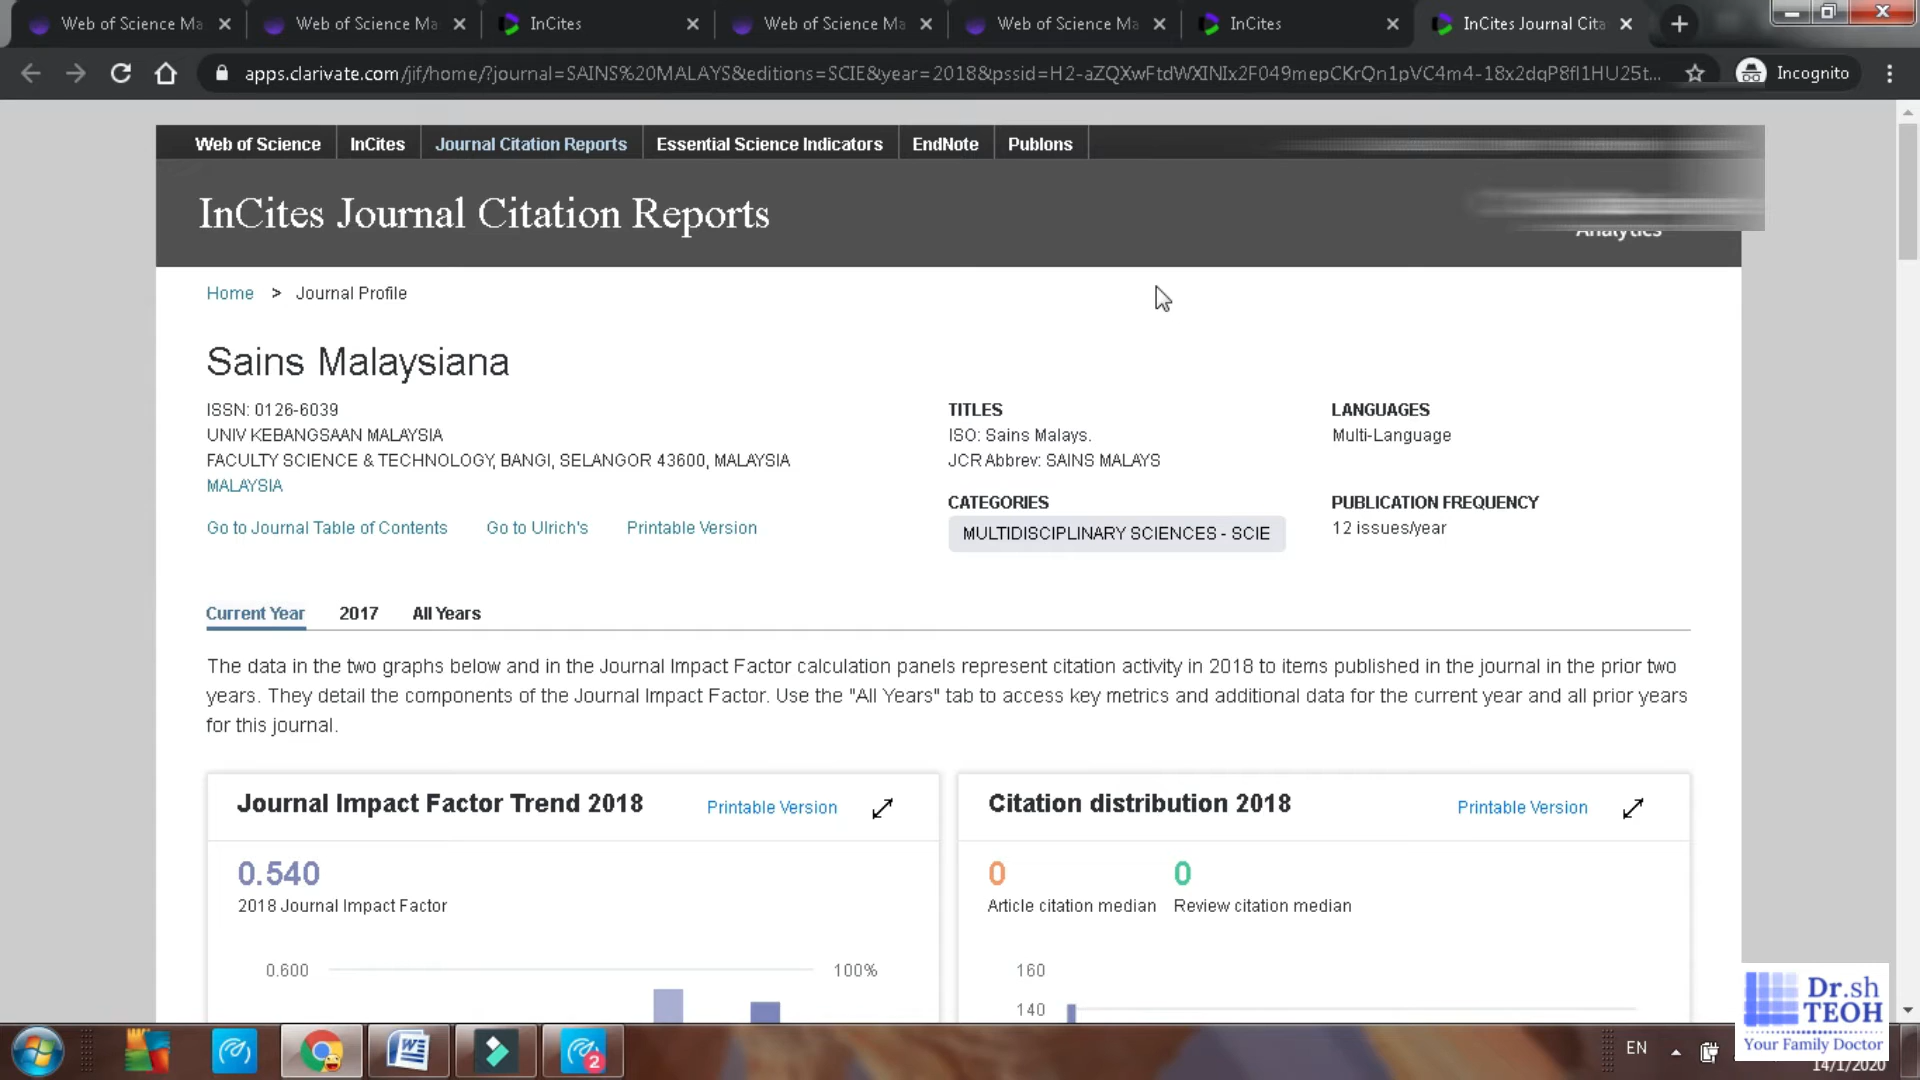 Web of Science Ma
Web of Science Ma
InCites
Web of Science Ma
Web of Science Ma
InCites
InCites Journal Cita
apps.clarivate.com/jif/home/?journal=SAINS%20MALAYS&editions=SCIE&year=2018&pssid=H2-aZQXwFtdWXINIx2F049mepCKrQn1pVC4m4-18x2dqP8fl1HU25t...
Incognito
Web of Science
InCites
Journal Citation Reports
Essential Science Indicators
EndNote
Publons
InCites Journal Citation Reports
Analytics
Home > Journal Profile
Sains Malaysiana
ISSN: 0126-6039
UNIV KEBANGSAAN MALAYSIA
FACULTY SCIENCE & TECHNOLOGY, BANGI, SELANGOR 43600, MALAYSIA
MALAYSIA
Go to Journal Table of Contents
Go to Ulrich's
Printable Version
TITLES
ISO: Sains Malays.
JCR Abbrev: SAINS MALAYS
CATEGORIES
MULTIDISCIPLINARY SCIENCES - SCIE
LANGUAGES
Multi-Language
PUBLICATION FREQUENCY
12 issues/year
Current Year
2017
All Years
The data in the two graphs below and in the Journal Impact Factor calculation panels represent citation activity in 2018 to items published in the journal in the prior two
years. They detail the components of the Journal Impact Factor. Use the "All Years" tab to access key metrics and additional data for the current year and all prior years
for this journal.
Journal Impact Factor Trend 2018
Printable Version
0.540
2018 Journal Impact Factor
0.600
100%
Citation distribution 2018
Printable Version
0
Article citation median
0
Review citation median
160
140
2
EN
14/1/2020
Dr.sh
TEOH
Your Family Doctor